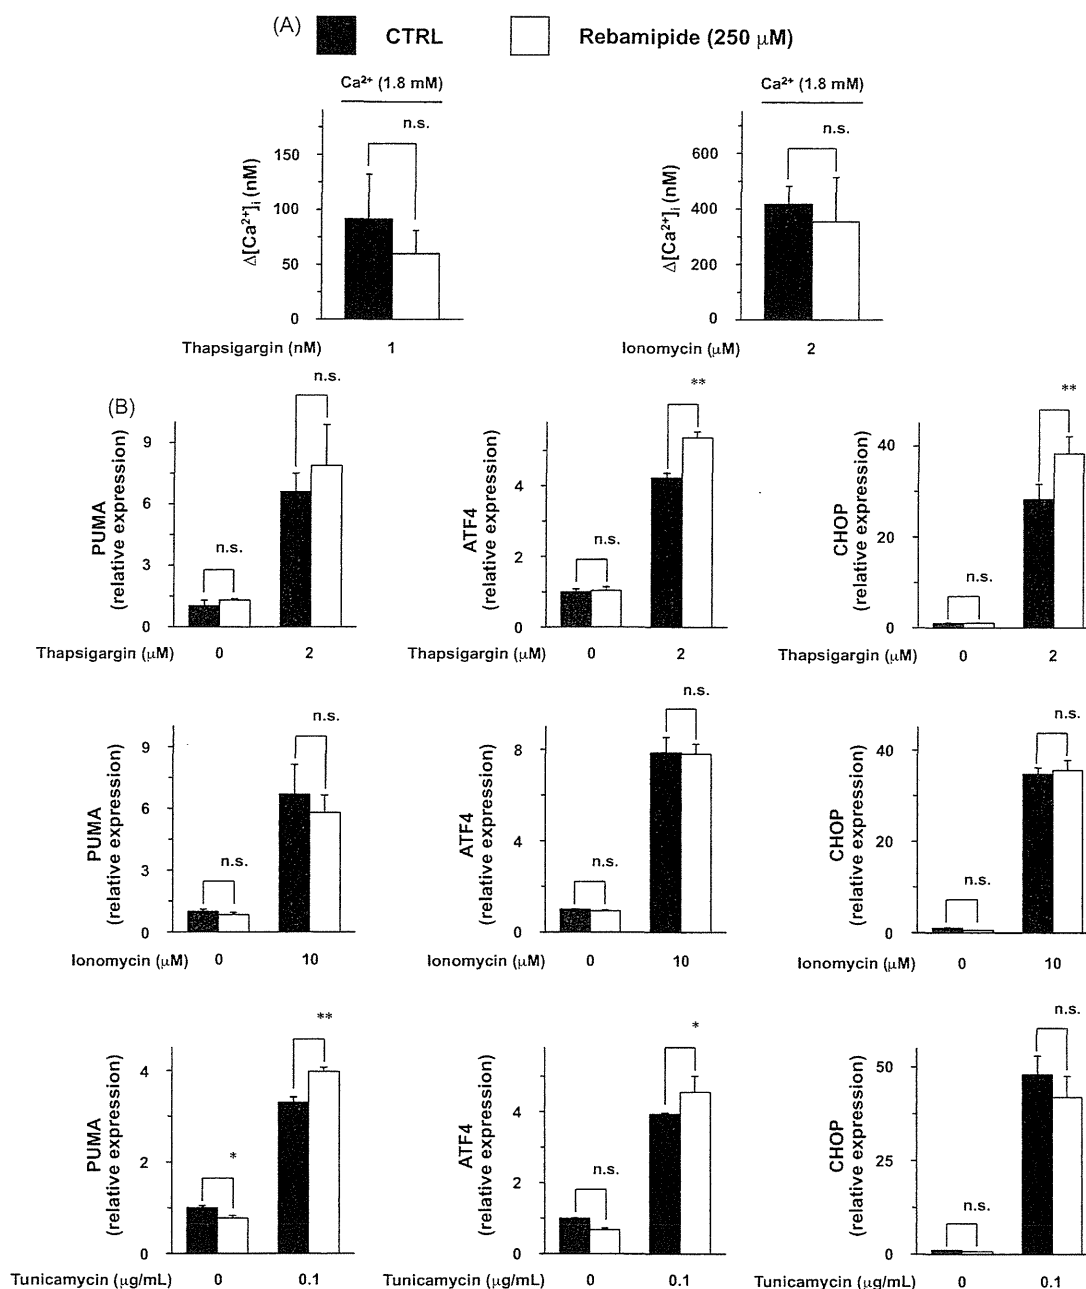 (A) CTRL Rebamipide (250 μM)
Ca²⁺ (1.8 mM) Ca²⁺ (1.8 mM)
n.s. n.s.
Δ[Ca²⁺]ᵢ (nM)
150
100
50
0
Δ[Ca²⁺]ᵢ (nM)
600
400
200
0
Thapsigargin (nM) 1
Ionomycin (μM) 2
(B)
PUMA
(relative expression)
9
6
3
0
n.s. n.s.
Thapsigargin (μM) 0 2
ATF4
(relative expression)
4
2
0
n.s. **
Thapsigargin (μM) 0 2
CHOP
(relative expression)
40
20
0
n.s. **
Thapsigargin (μM) 0 2
PUMA
(relative expression)
9
6
3
0
n.s. n.s.
Ionomycin (μM) 0 10
ATF4
(relative expression)
8
4
0
n.s. n.s.
Ionomycin (μM) 0 10
CHOP
(relative expression)
40
20
0
n.s. n.s.
Ionomycin (μM) 0 10
PUMA
(relative expression)
4
2
0
* **
Tunicamycin (μg/mL) 0 0.1
ATF4
(relative expression)
4
2
0
n.s. *
Tunicamycin (μg/mL) 0 0.1
CHOP
(relative expression)
50
25
0
n.s. n.s.
Tunicamycin (μg/mL) 0 0.1